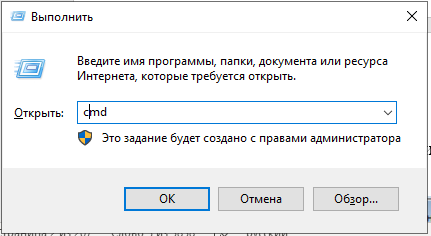 Выполнить
Введите имя программы, папки, документа или ресурса
Интернета, которые требуется открыть.
Открыть: cmd
Это задание будет создано с правами администратора
ОК Отмена Обзор...